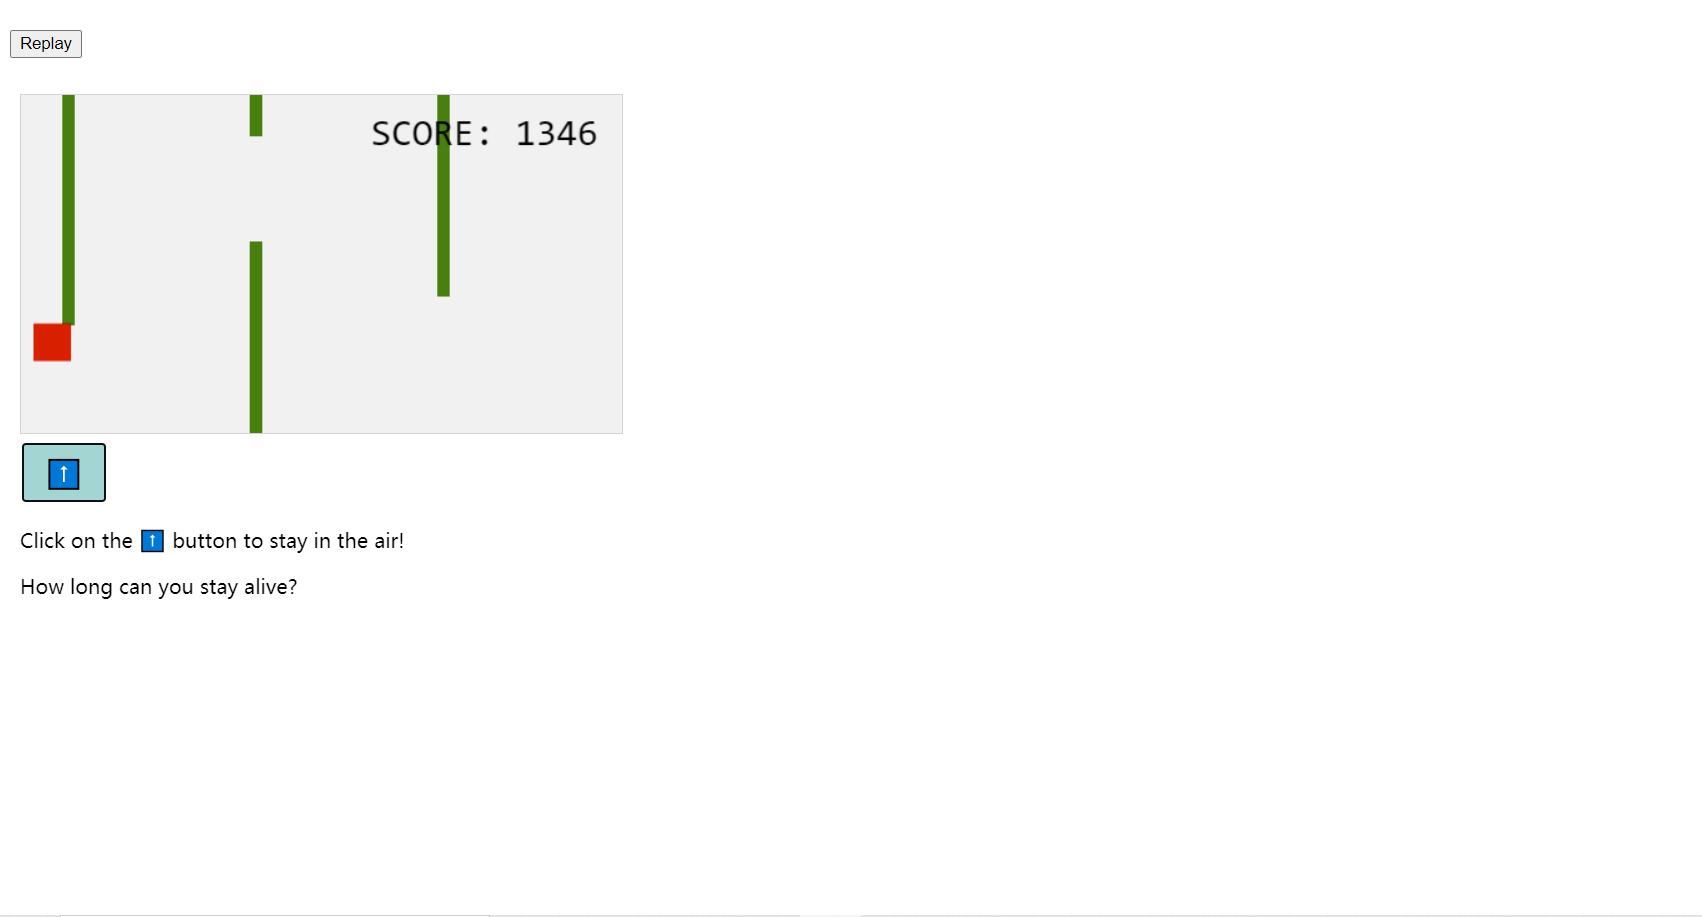 Replay
SCORE: 1346
↑
Click on the ↑ button to stay in the air!
How long can you stay alive?